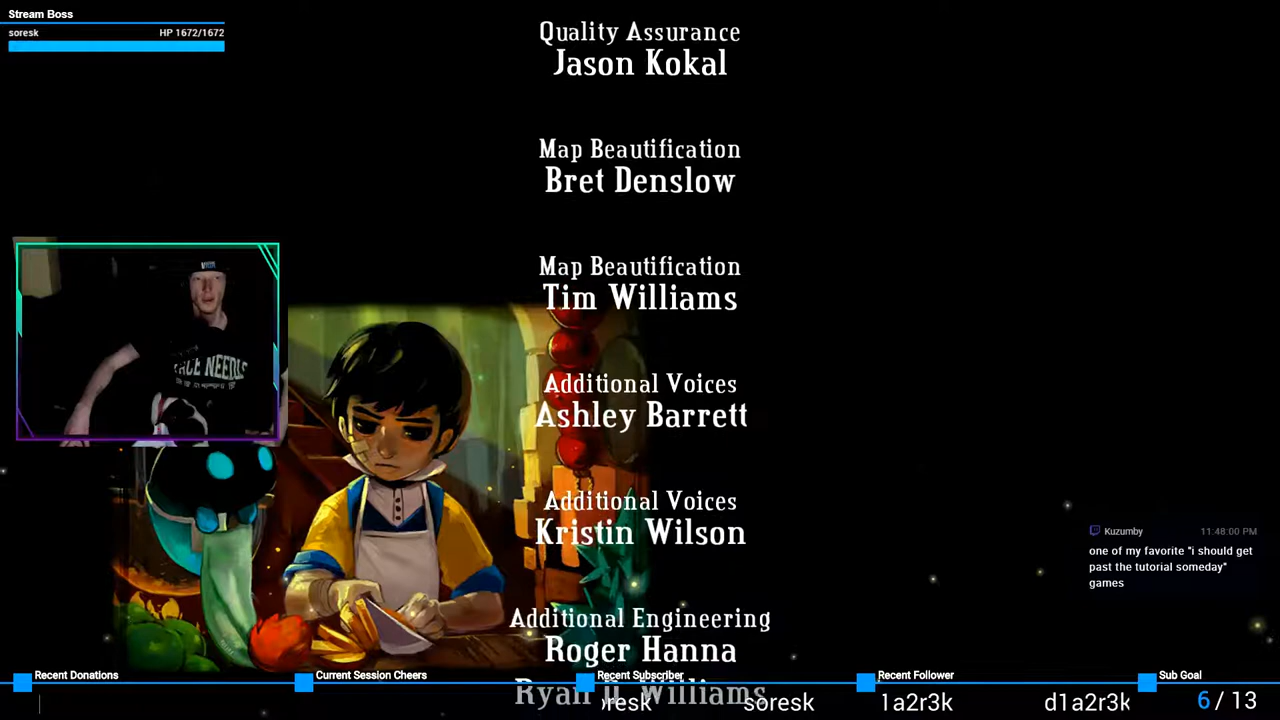 Stream Boss
soresk HP 1672/1672
Quality Assurance
Jason Kokal
Map Beautification
Bret Denslow
Map Beautification
Tim Williams
Additional Voices
Ashley Barrett
Additional Voices
Kristin Wilson
Additional Engineering
Roger Hanna
Kuzumby 11:48:00 PM
one of my favorite "i should get
past the tutorial someday"
games
Recent Donations
Current Session Cheers
Recent Subscriber
soresk
Recent Follower
1a2r3k d1a2r3k
Sub Goal
6 / 13